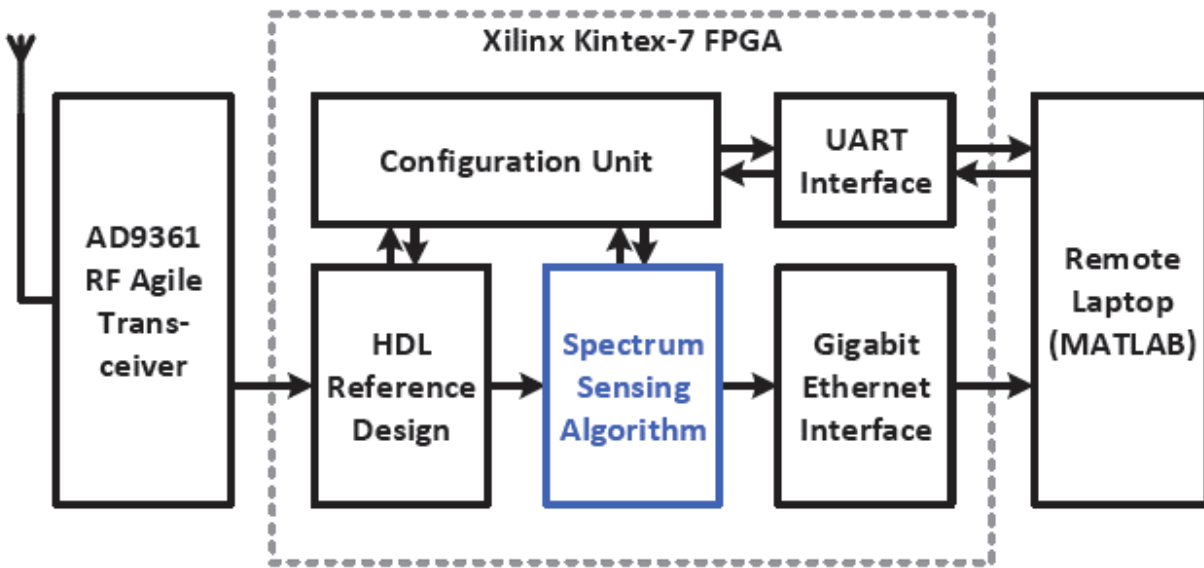 Xilinx Kintex-7 FPGA
Configuration Unit
UART
Interface
AD9361
RF Agile
Trans-
ceiver
HDL
Reference
Design
Spectrum
Sensing
Algorithm
Gigabit
Ethernet
Interface
Remote
Laptop
(MATLAB)